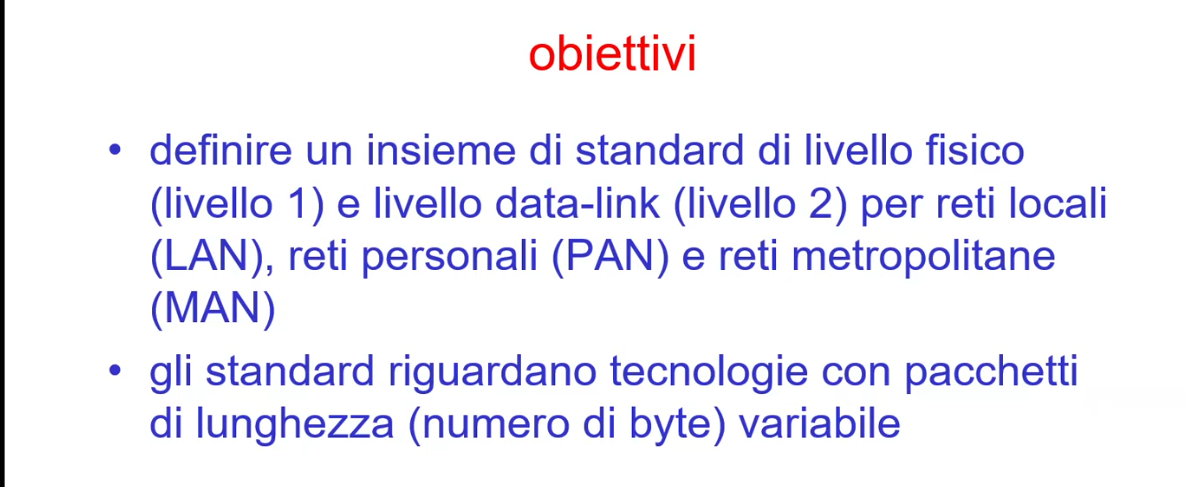 obiettivi
• definire un insieme di standard di livello fisico
(livello 1) e livello data-link (livello 2) per reti locali
(LAN), reti personali (PAN) e reti metropolitane
(MAN)
• gli standard riguardano tecnologie con pacchetti
di lunghezza (numero di byte) variabile